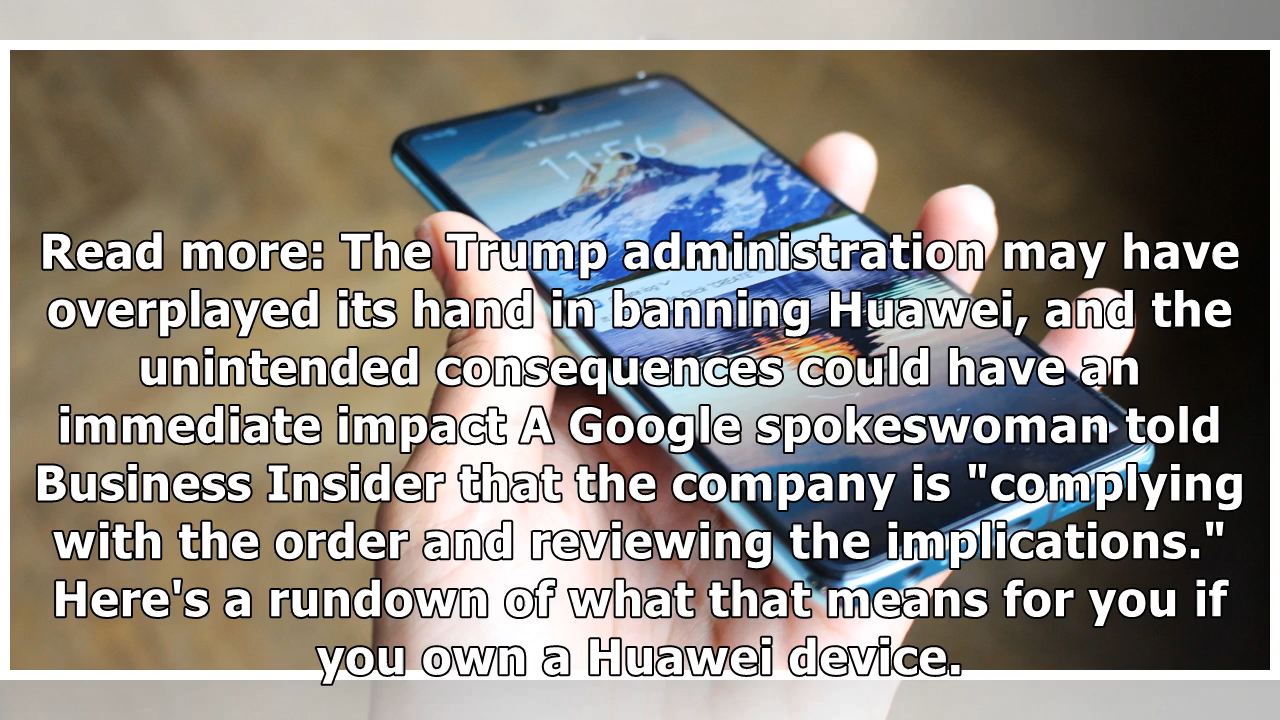 11:56
Read more: The Trump administration may have
overplayed its hand in banning Huawei, and the
unintended consequences could have an
immediate impact A Google spokeswoman told
Business Insider that the company is "complying
with the order and reviewing the implications."
Here's a rundown of what that means for you if
you own a Huawei device.